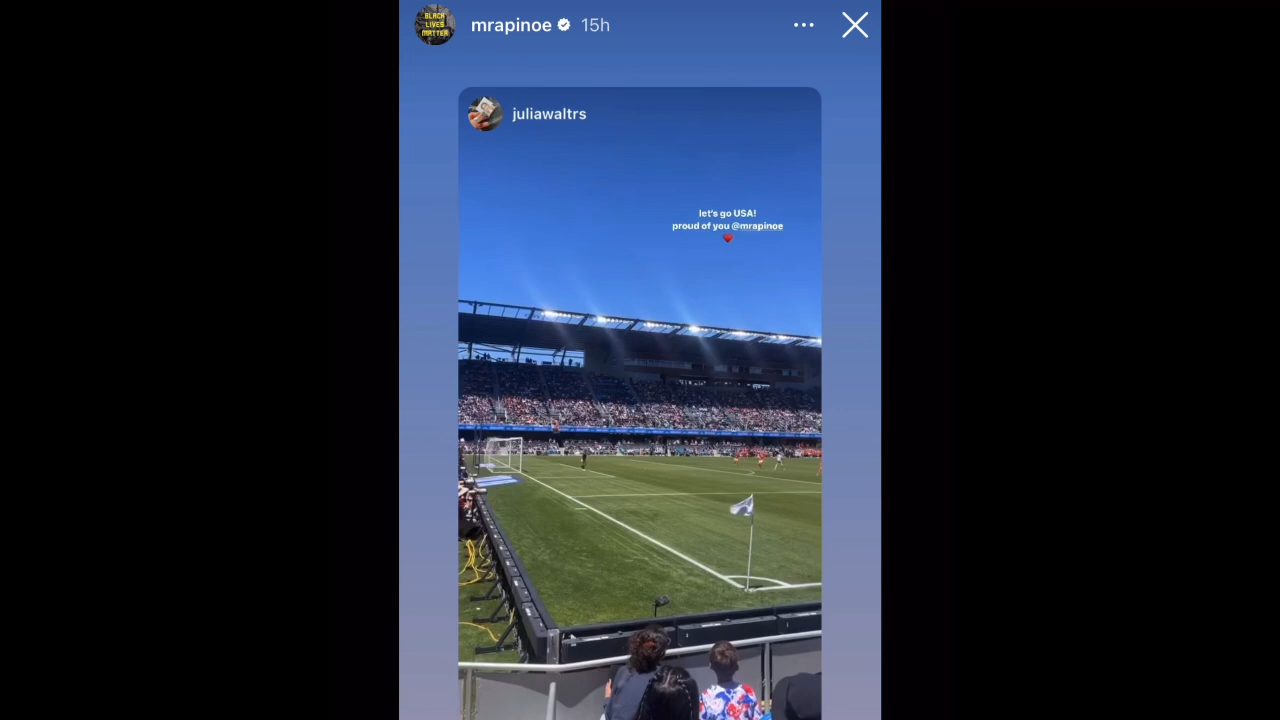 BLACK
LIVES
MATTER
mrapinoe 15h
juliawaltrs
let's go USA!
proud of you @mrapinoe